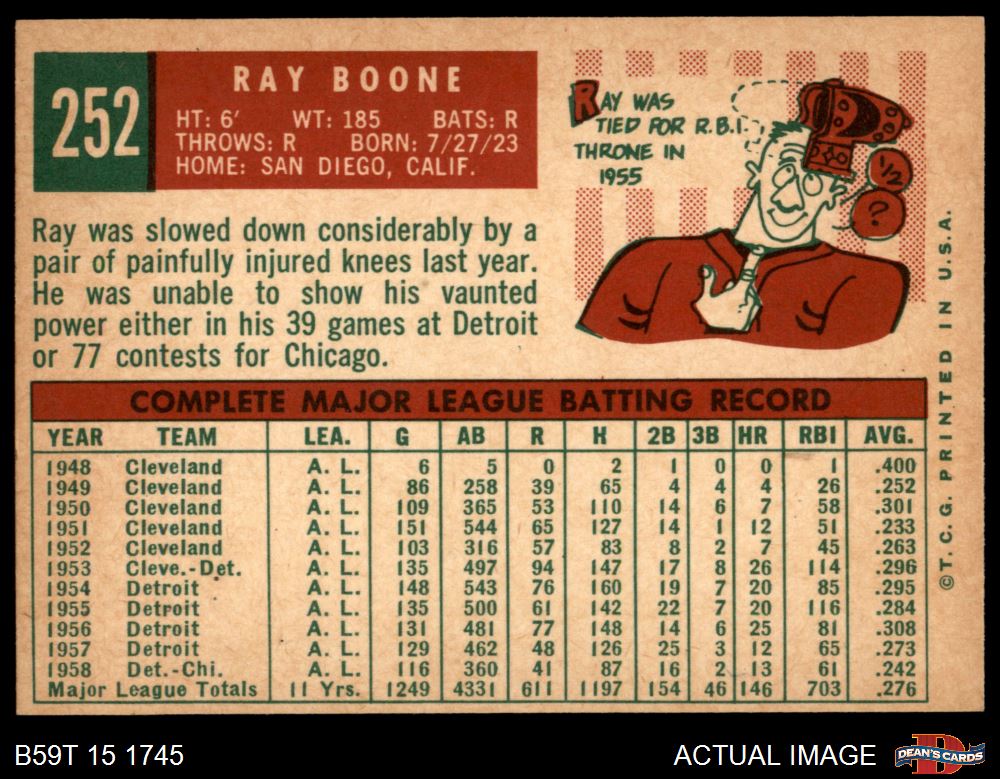 252
RAY BOONE
HT: 6' WT: 185 BATS: R
THROWS: R BORN: 7/27/23
HOME: SAN DIEGO, CALIF.
RAY WAS
TIED FOR R.B.I.
THRONE IN
1955
1/2
?
Ray was slowed down considerably by a
pair of painfully injured knees last year.
He was unable to show his vaunted
power either in his 39 games at Detroit
or 77 contests for Chicago.
COMPLETE MAJOR LEAGUE BATTING RECORD
YEAR TEAM LEA. G AB R H 2B 3B HR RBI AVG.
1948 Cleveland A. L. 6 5 0 2 1 0 0 1 .400
1949 Cleveland A. L. 86 258 39 65 4 4 4 26 .252
1950 Cleveland A. L. 109 365 53 110 14 6 7 58 .301
1951 Cleveland A. L. 151 544 65 127 14 1 12 51 .233
1952 Cleveland A. L. 103 316 57 83 8 2 7 45 .263
1953 Cleve.-Det. A. L. 135 497 94 147 17 8 26 114 .296
1954 Detroit A. L. 148 543 76 160 19 7 20 85 .295
1955 Detroit A. L. 135 500 61 142 22 7 20 116 .284
1956 Detroit A. L. 131 481 77 148 14 6 25 81 .308
1957 Detroit A. L. 129 462 48 126 25 3 12 65 .273
1958 Det.-Chi. A. L. 116 360 41 87 16 2 13 61 .242
Major League Totals 11 Yrs. 1249 4331 611 1197 154 46 146 703 .276
©T. C. G. PRINTED IN U.S.A.
B59T 15 1745
ACTUAL IMAGE
D
DEAN'S CARDS